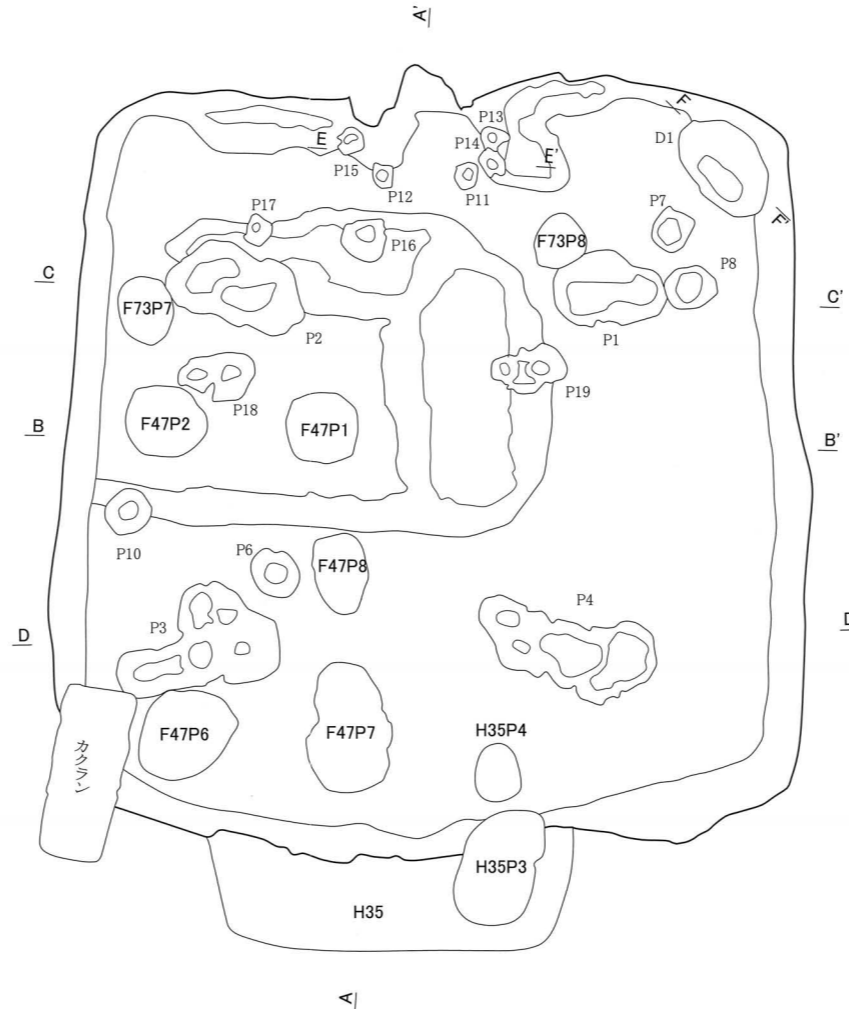 A'
P13
F
E
P14
E'
D1
P15
P12
P11
F'
P17
P7
F73P8
P16
P8
C
C'
F73P7
P2
P1
P18
P19
B
F47P2
F47P1
B'
P10
P6
F47P8
P4
P3
D
D
カクラン
F47P6
F47P7
H35P4
H35P3
H35
A